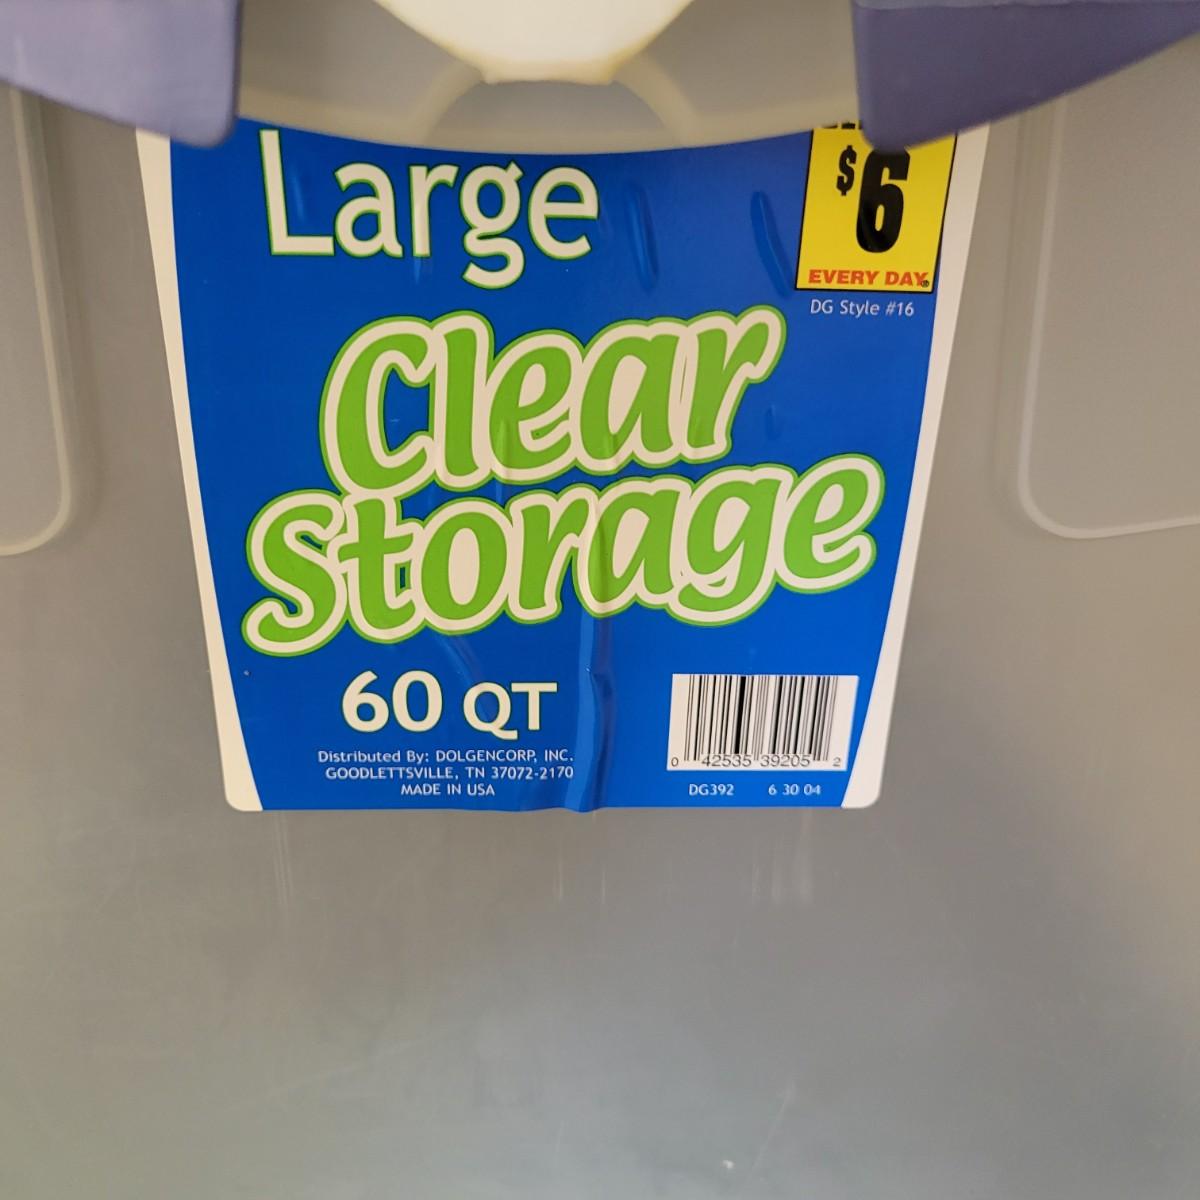 Large
$6
EVERY DAY®
DG Style #16
Clear
Storage
60 QT
Distributed By: DOLGENCORP, INC.
GOODLETTSVILLE, TN 37072-2170
MADE IN USA
0 42535 39205 2
DG392 6 30 04